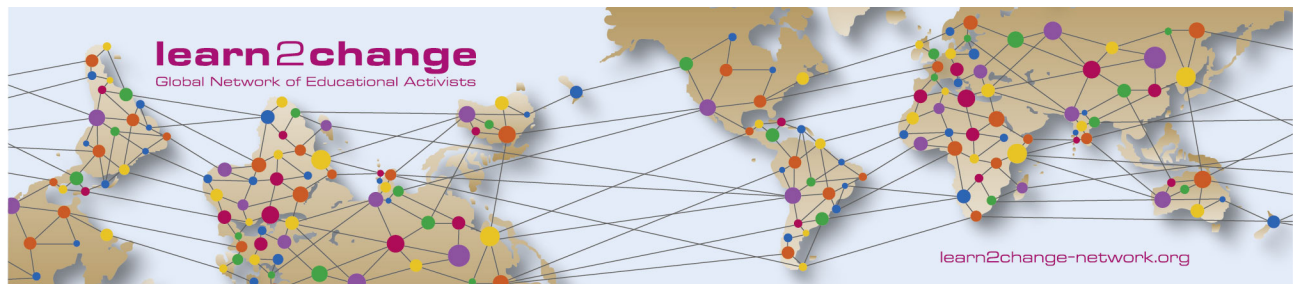 learn2change
Global Network of Educational Activists
learn2change-network.org